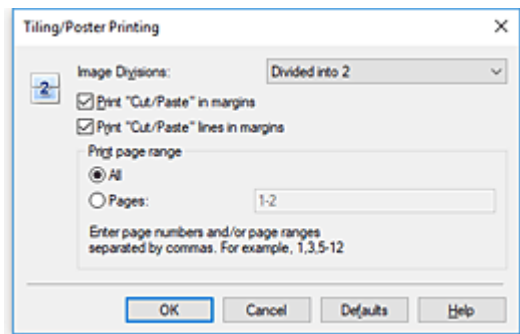 Tiling/Poster Printing
Image Divisions: Divided into 2
2
Print "Cut/Paste" in margins
Print "Cut/Paste" lines in margins
Print page range
All
Pages: 1-2
Enter page numbers and/or page ranges
separated by commas. For example, 1,3,5-12
OK Cancel Defaults Help